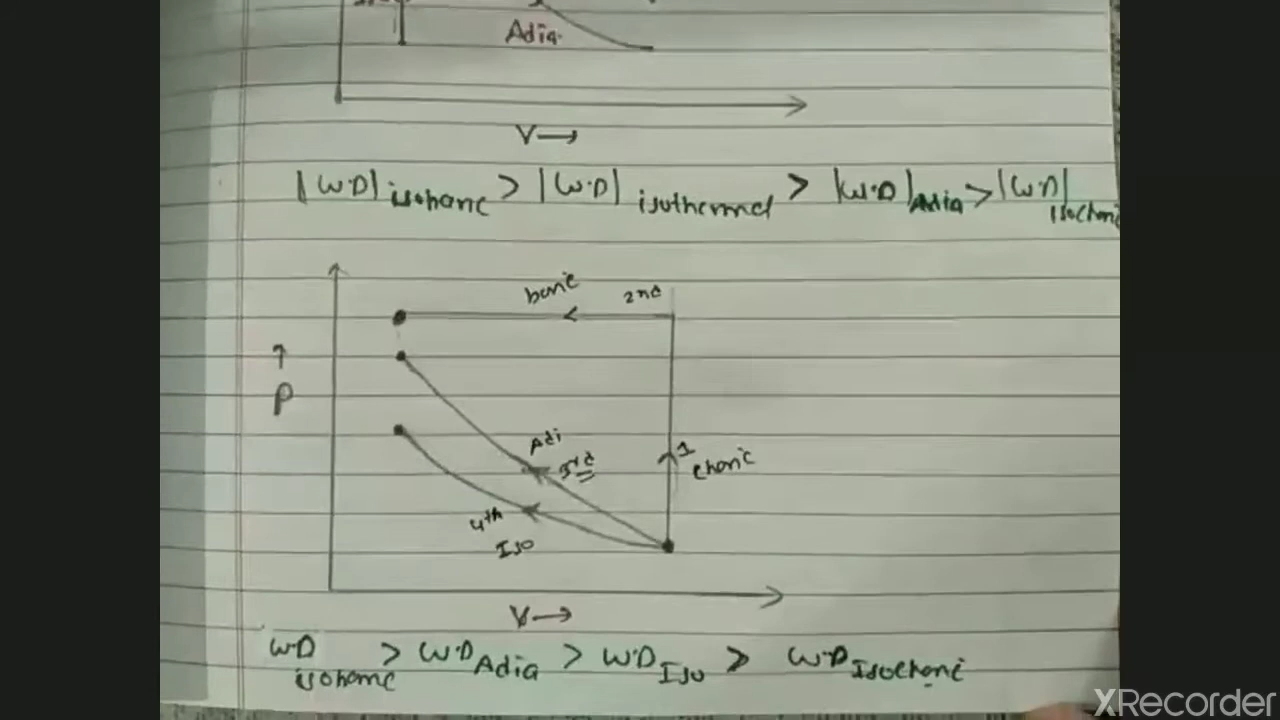 Adia.
V→
|W·D| isobaric > |W·D| isothermal > |W·D| Adia > |W·D| Isochoric
baric 2nd
↑
P
Adi
3rd
1
choric
4th
Iso
V→
W·D isobaric > W·D Adia > W·D Iso > W·D Isochoric
XRecorder